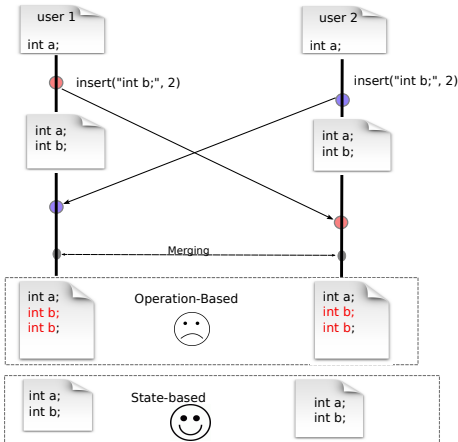 user 1
int a;
user 2
int a;
insert("int b;", 2)
insert("int b;", 2)
int a;
int b;
int a;
int b;
Merging
int a;
int b;
int b;
Operation-Based
int a;
int b;
int b;
int a;
int b;
State-based
int a;
int b;